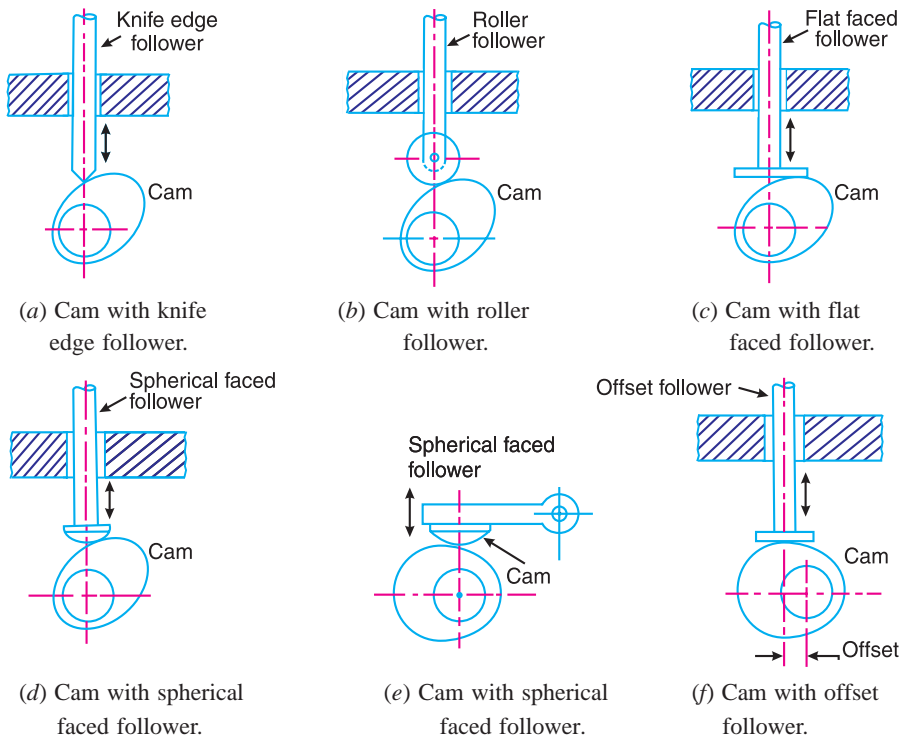 Knife edge
follower
Cam
(a) Cam with knife
edge follower.
Roller
follower
Cam
(b) Cam with roller
follower.
Flat faced
follower
Cam
(c) Cam with flat
faced follower.
Spherical faced
follower
Cam
(d) Cam with spherical
faced follower.
Spherical faced
follower
Cam
(e) Cam with spherical
faced follower.
Offset follower
Cam
Offset
(f) Cam with offset
follower.